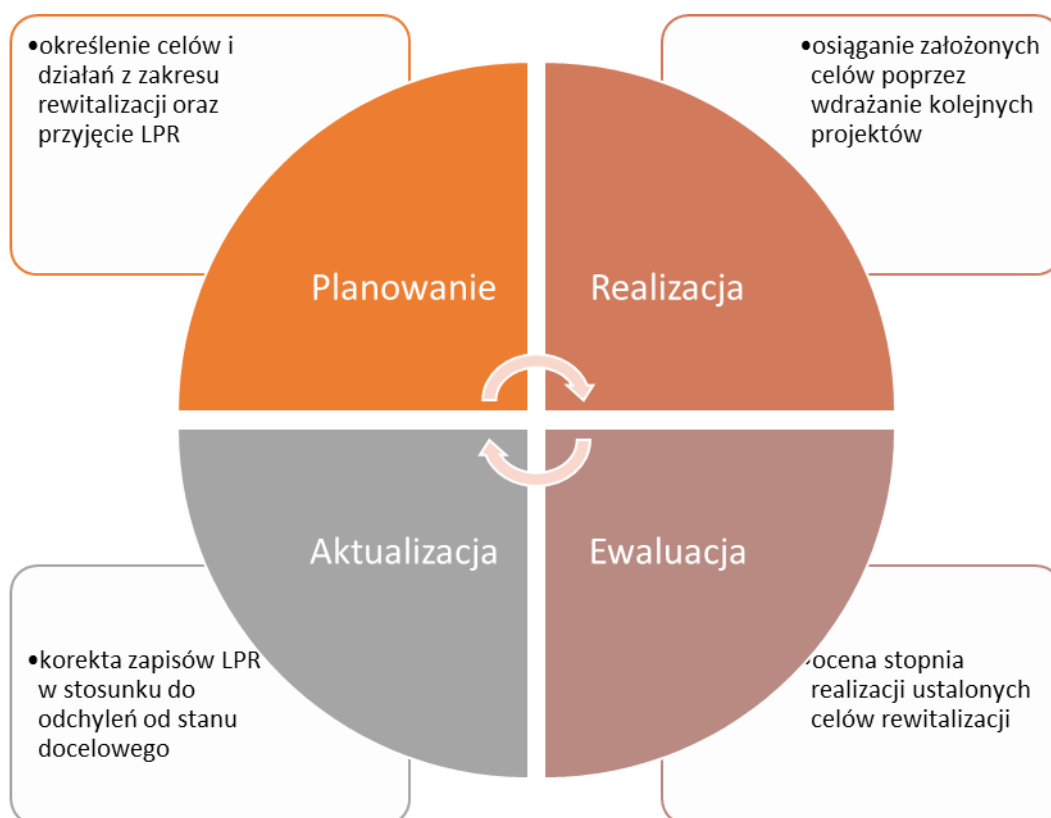 •określenie celów i
działań z zakresu
rewitalizacji oraz
przyjęcie LPR
•osiąganie założonych
celów poprzez
wdrażanie kolejnych
projektów
Planowanie
Realizacja
Aktualizacja
Ewaluacja
•korekta zapisów LPR
w stosunku do
odchyleń od stanu
docelowego
•ocena stopnia
realizacji ustalonych
celów rewitalizacji